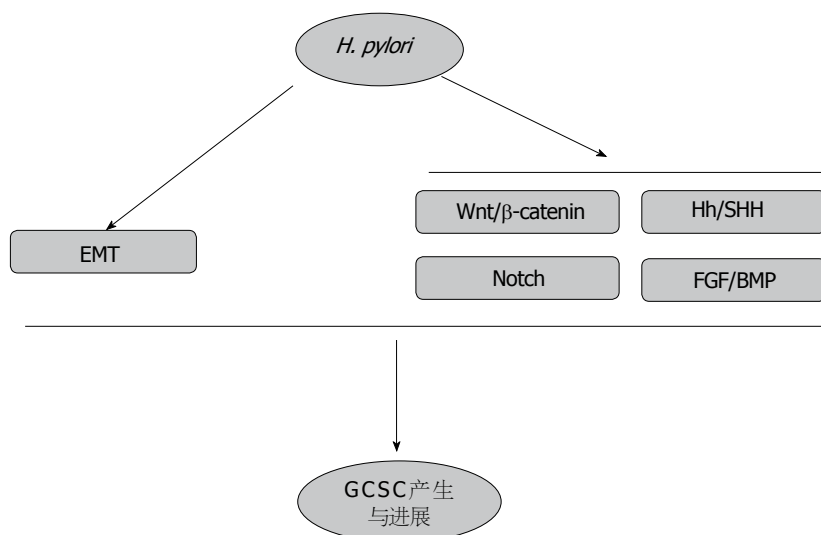 H. pylori
Wnt/β-catenin
Hh/SHH
EMT
Notch
FGF/BMP
GCSC产生
与进展